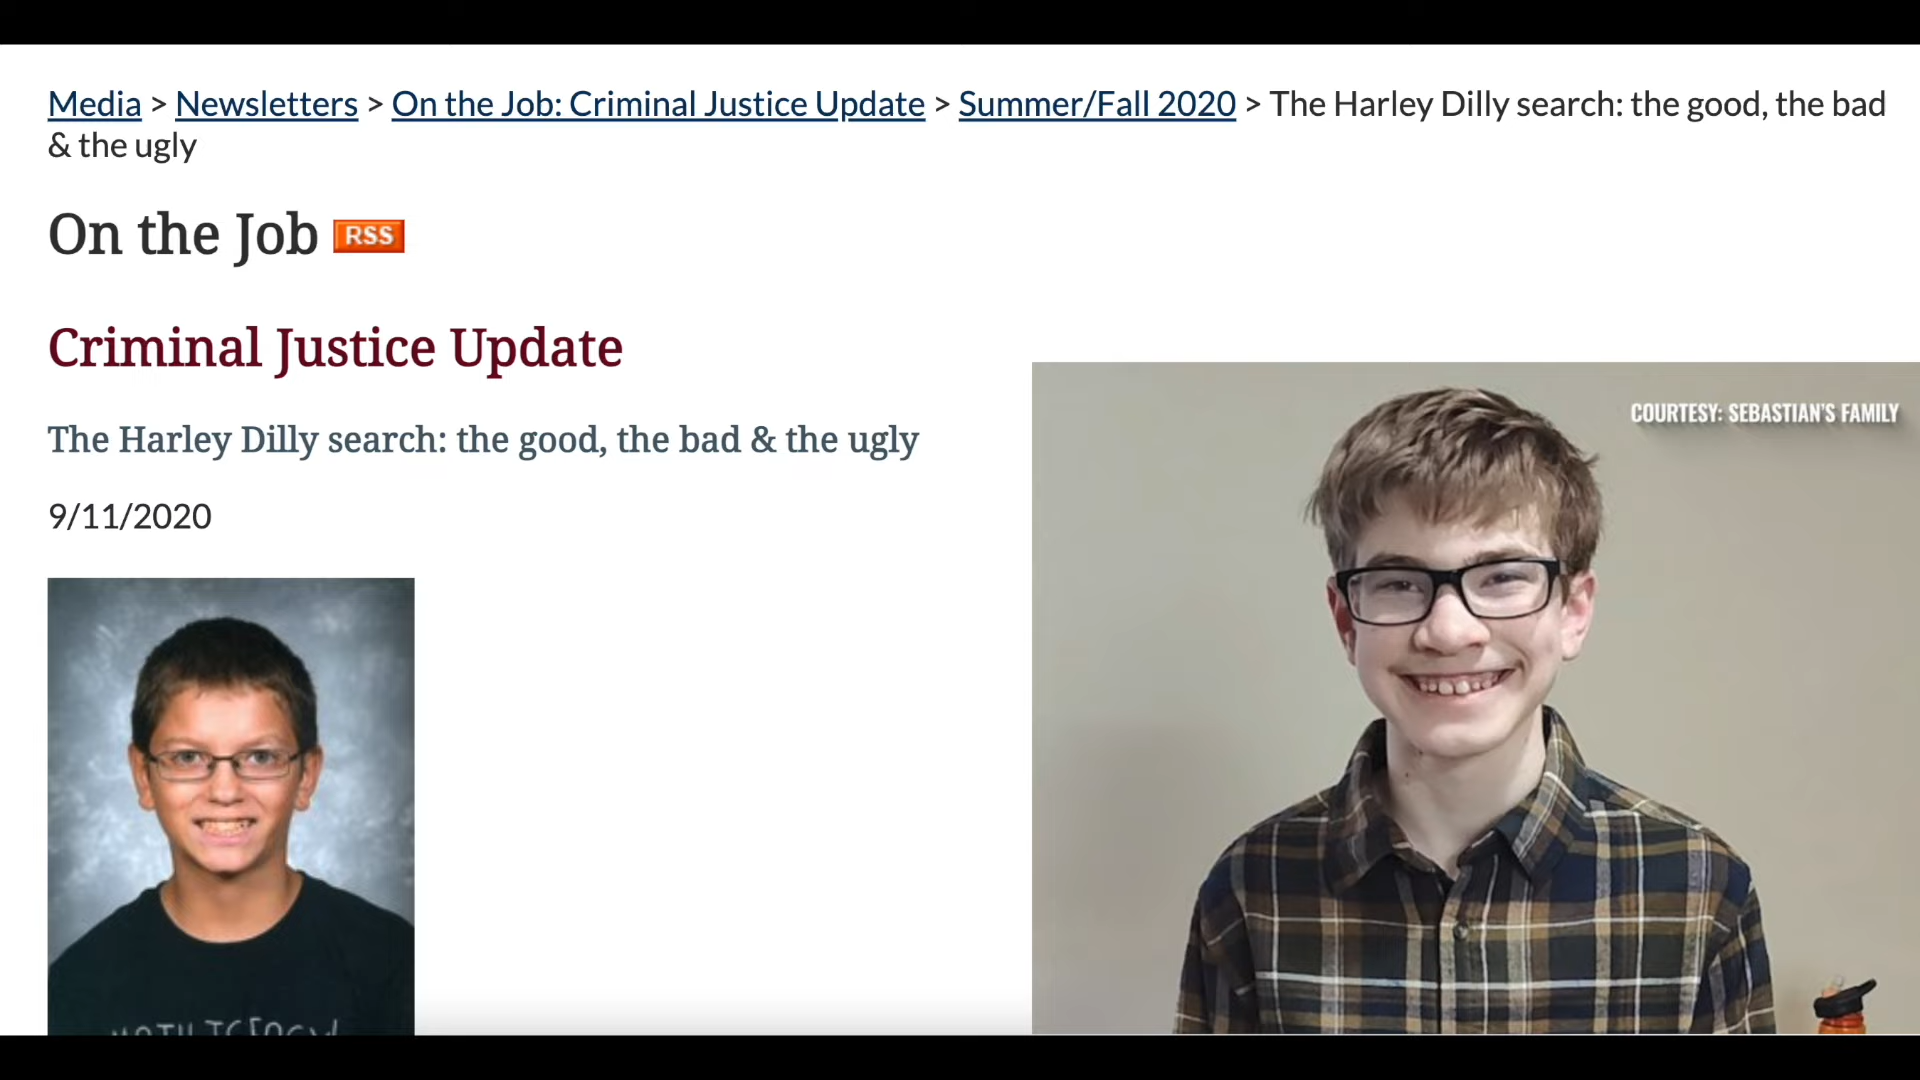 Media > Newsletters > On the Job: Criminal Justice Update > Summer/Fall 2020 > The Harley Dilly search: the good, the bad
& the ugly
On the Job RSS
Criminal Justice Update
The Harley Dilly search: the good, the bad & the ugly
9/11/2020
COURTESY: SEBASTIAN'S FAMILY